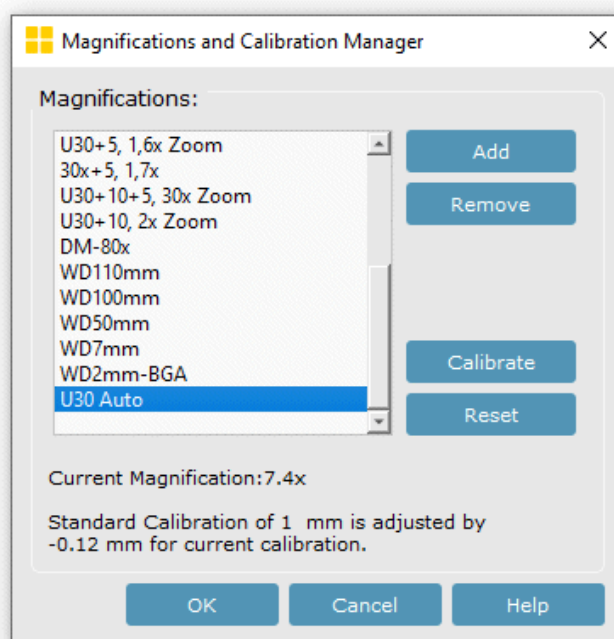 Magnifications and Calibration Manager
Magnifications:
U30+5, 1,6x Zoom
30x+5, 1,7x
U30+10+5, 30x Zoom
U30+10, 2x Zoom
DM-80x
WD110mm
WD100mm
WD50mm
WD7mm
WD2mm-BGA
U30 Auto
Add
Remove
Calibrate
Reset
Current Magnification:7.4x
Standard Calibration of 1  mm is adjusted by
-0.12 mm for current calibration.
OK
Cancel
Help